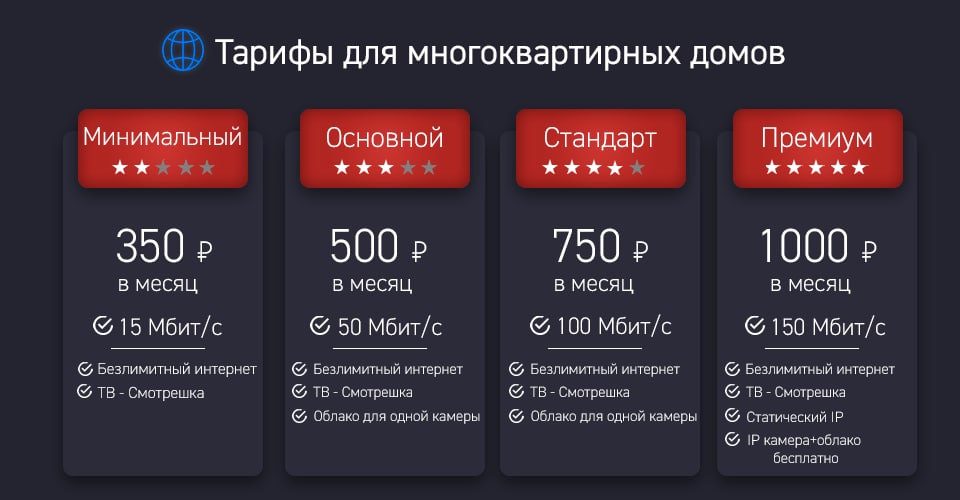 Тарифы для многоквартирных домов
Минимальный
350 ₽
в месяц
15 Мбит/с
Безлимитный интернет
ТВ - Смотрешка
Основной
500 ₽
в месяц
50 Мбит/с
Безлимитный интернет
ТВ - Смотрешка
Облако для одной камеры
Стандарт
750 ₽
в месяц
100 Мбит/с
Безлимитный интернет
ТВ - Смотрешка
Облако для одной камеры
Премиум
1000 ₽
в месяц
150 Мбит/с
Безлимитный интернет
ТВ - Смотрешка
Статический IP
IP камера+облако
бесплатно